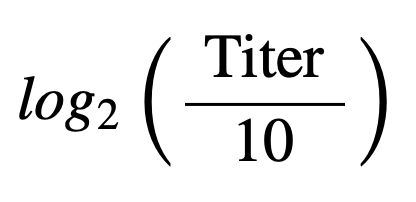 log₂ ( Titer / 10 )